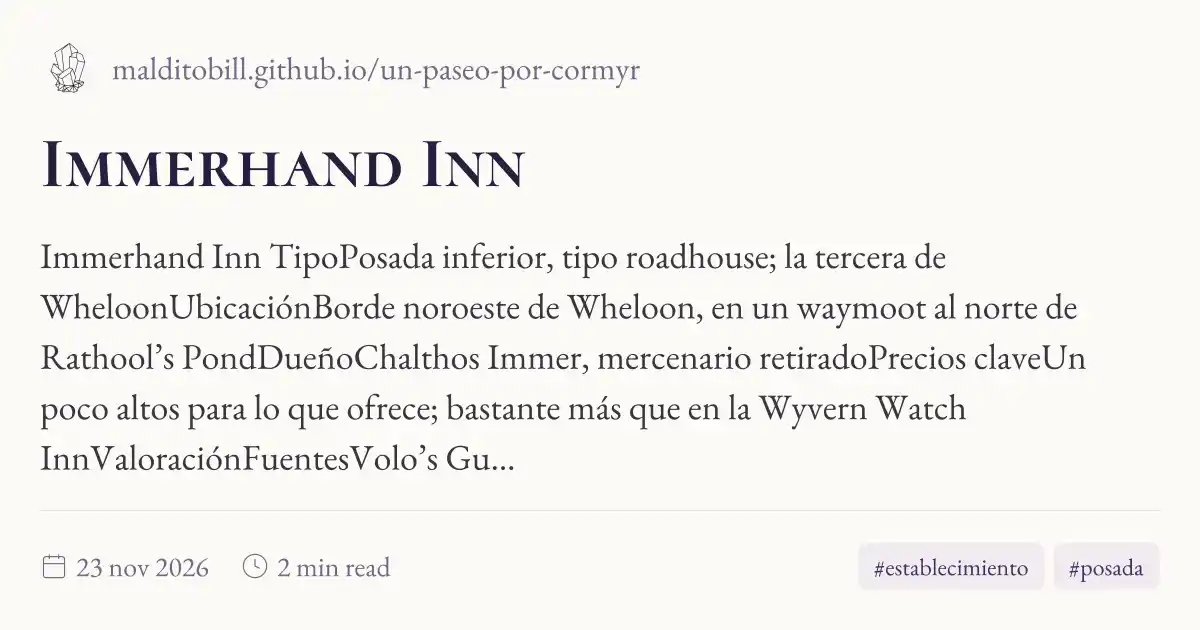 malditobill.github.io/un-paseo-por-cormyr
Immerhand Inn
Immerhand Inn TipoPosada inferior, tipo roadhouse; la tercera de
WheloonUbicaciónBorde noroeste de Wheloon, en un waymoot al norte de
Rathool’s PondDueñoChalthos Immer, mercenario retiradoPrecios claveUn
poco altos para lo que ofrece; bastante más que en la Wyvern Watch
InnValoraciónFuentesVolo’s Gu...
23 nov 2026 2 min read #establecimiento #posada